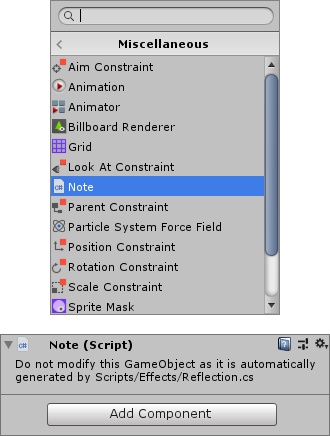 Miscellaneous
Aim Constraint
Animation
Animator
Billboard Renderer
Grid
Look At Constraint
C# Note
Parent Constraint
Particle System Force Field
Position Constraint
Rotation Constraint
Scale Constraint
Sprite Mask
C# Note (Script)
Do not modify this GameObject as it is automatically
generated by Scripts/Effects/Reflection.cs
Add Component